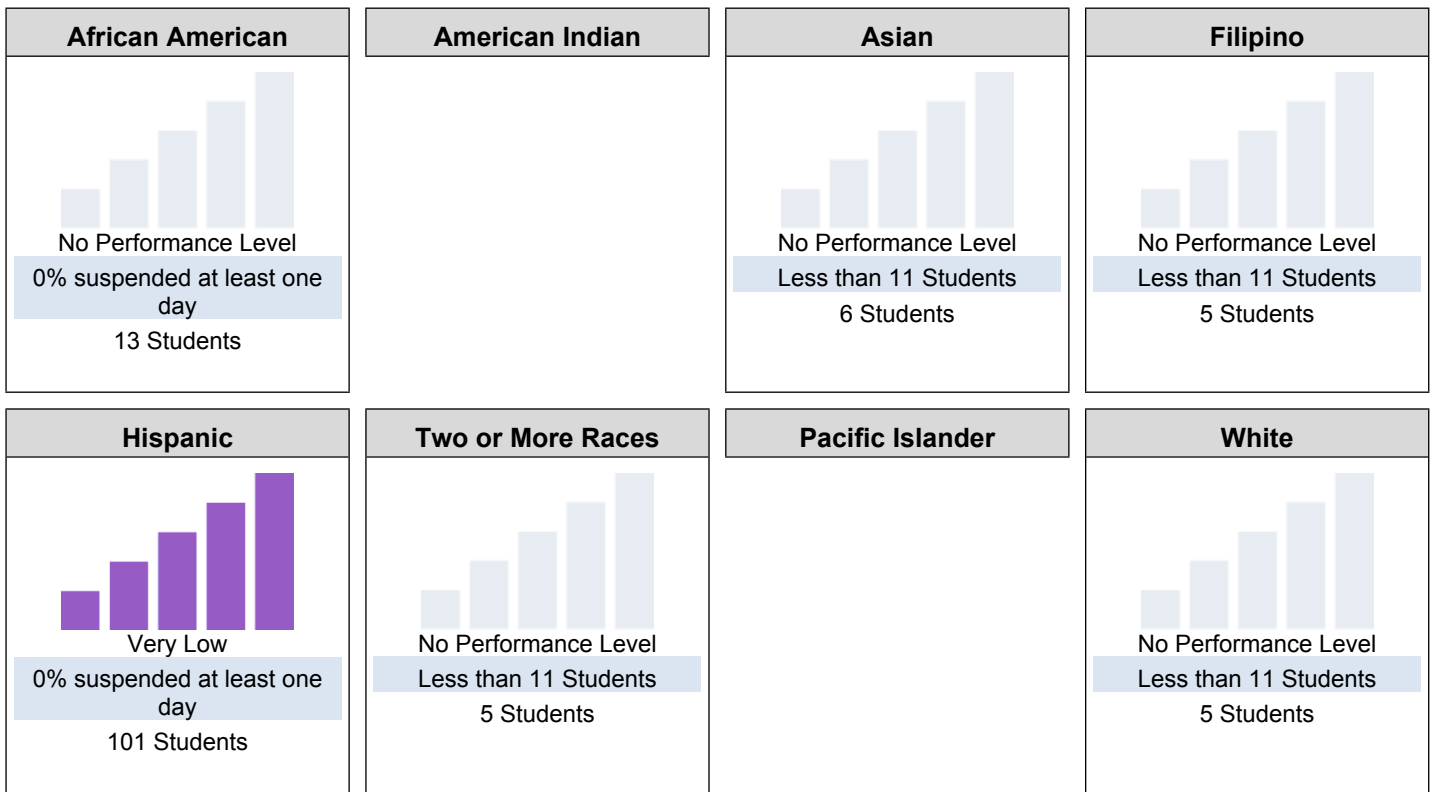 African American
No Performance Level
0% suspended at least one
day
13 Students
American Indian
Asian
No Performance Level
Less than 11 Students
6 Students
Filipino
No Performance Level
Less than 11 Students
5 Students
Hispanic
Very Low
0% suspended at least one
day
101 Students
Two or More Races
No Performance Level
Less than 11 Students
5 Students
Pacific Islander
White
No Performance Level
Less than 11 Students
5 Students